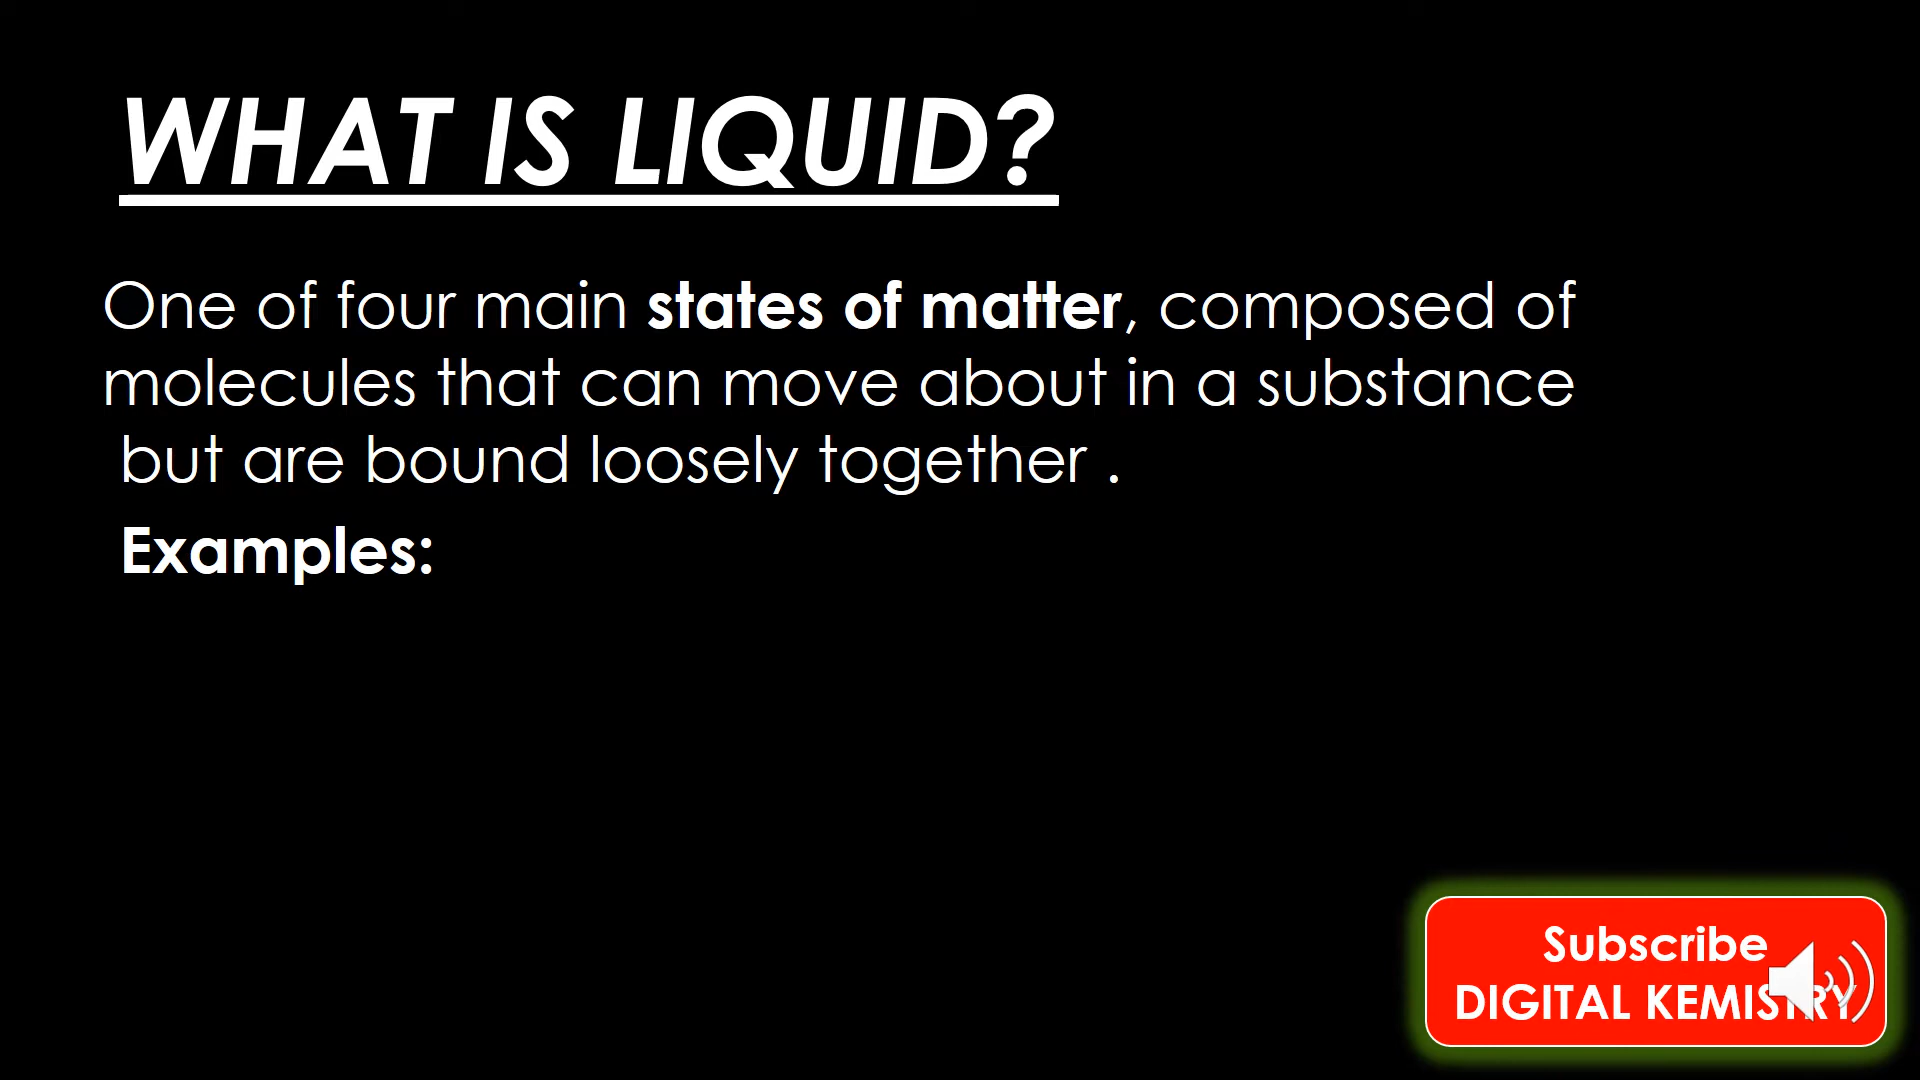 WHAT IS LIQUID?
One of four main states of matter, composed of
molecules that can move about in a substance
but are bound loosely together .
Examples:
Subscribe
DIGITAL KEMISTRY